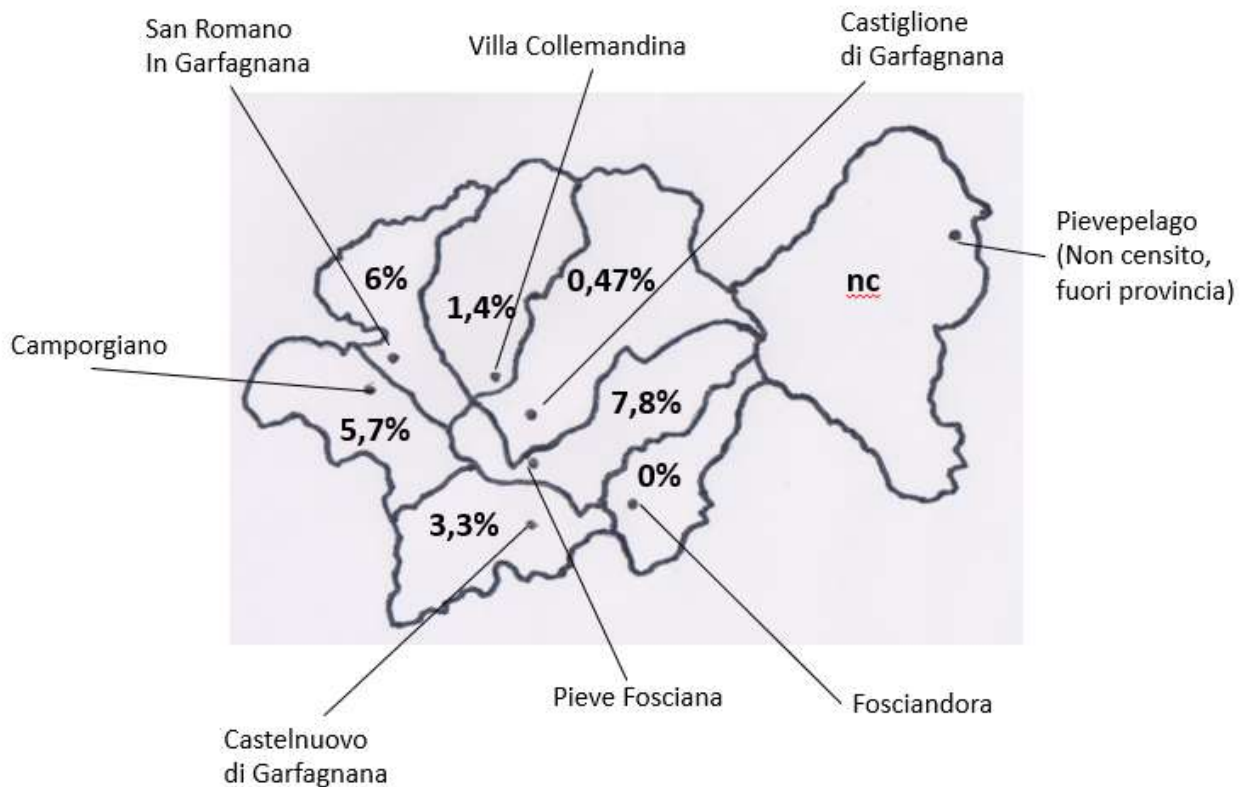 San Romano
In Garfagnana
Villa Collemandina
Castiglione
di Garfagnana
Pievepelago
(Non censito,
fuori provincia)
6%
1,4%
0,47%
nc
Camporgiano
5,7%
7,8%
0%
3,3%
Pieve Fosciana
Fosciandora
Castelnuovo
di Garfagnana